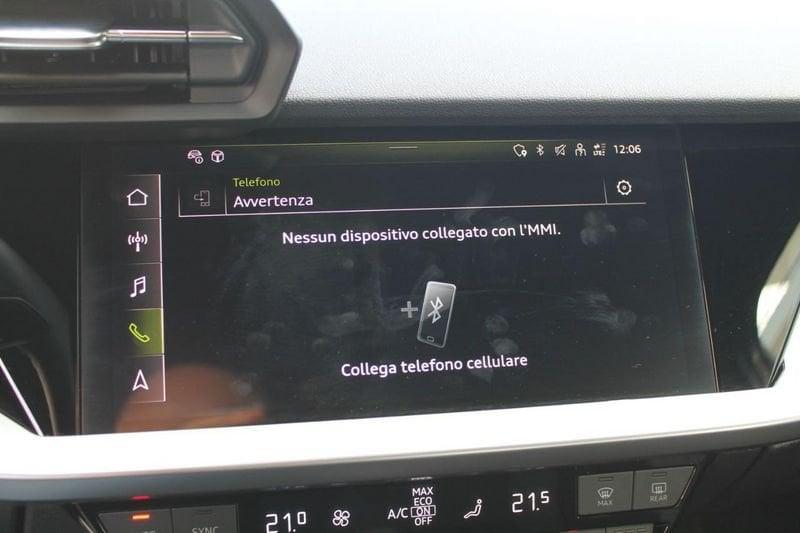 LTE 12:06
Telefono
Avvertenza
Nessun dispositivo collegato con l'MMI.
Collega telefono cellulare
21.0
SYNC
A/C
MAX
ECO
ON
OFF
21.5
MAX
REAR